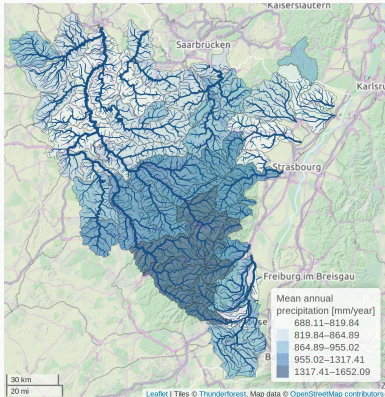 Kaiserslautern
Saarbrücken
Karlsru
Strasbourg
Freiburg im Breisgau
Mean annual
precipitation [mm/year]
688.11–819.84
819.84–864.89
864.89–955.02
955.02–1317.41
1317.41–1652.09
se
B
30 km
20 mi
Leaflet | Tiles © Thunderforest, Map data © OpenStreetMap contributors